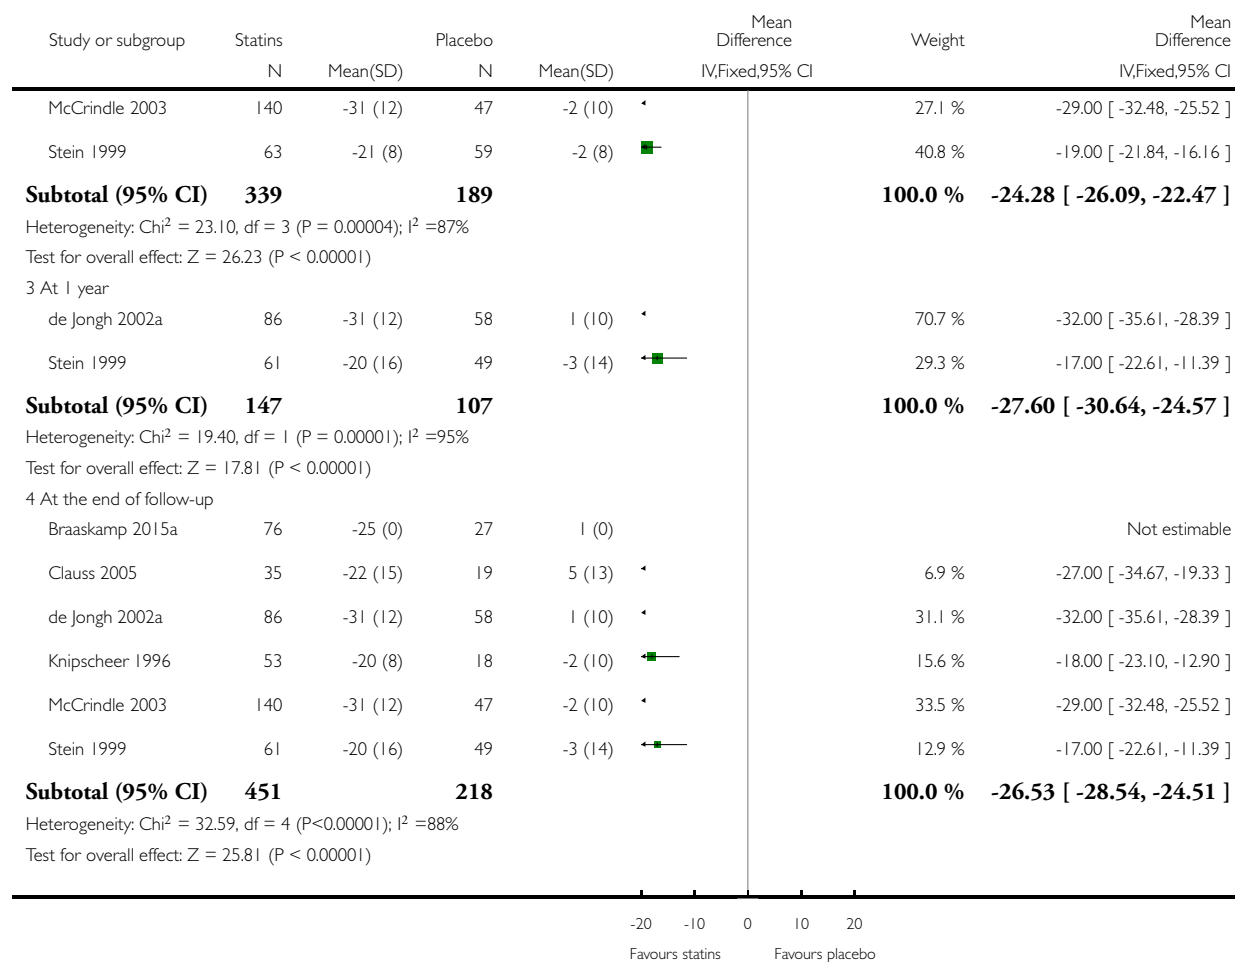 Mean Mean
Study or subgroup Statins Placebo Difference Weight Difference
N Mean(SD) N Mean(SD) IV,Fixed,95% CI IV,Fixed,95% CI
McCrindle 2003 140 -31 (12) 47 -2 (10) 27.1 % -29.00 [ -32.48, -25.52 ]
Stein 1999 63 -21 (8) 59 -2 (8) 40.8 % -19.00 [ -21.84, -16.16 ]
Subtotal (95% CI) 339 189 100.0 % -24.28 [ -26.09, -22.47 ]
Heterogeneity: Chi² = 23.10, df = 3 (P = 0.00004); I² =87%
Test for overall effect: Z = 26.23 (P < 0.00001)
3 At 1 year
de Jongh 2002a 86 -31 (12) 58 1 (10) 70.7 % -32.00 [ -35.61, -28.39 ]
Stein 1999 61 -20 (16) 49 -3 (14) 29.3 % -17.00 [ -22.61, -11.39 ]
Subtotal (95% CI) 147 107 100.0 % -27.60 [ -30.64, -24.57 ]
Heterogeneity: Chi² = 19.40, df = 1 (P = 0.00001); I² =95%
Test for overall effect: Z = 17.81 (P < 0.00001)
4 At the end of follow-up
Braaskamp 2015a 76 -25 (0) 27 1 (0) Not estimable
Clauss 2005 35 -22 (15) 19 5 (13) 6.9 % -27.00 [ -34.67, -19.33 ]
de Jongh 2002a 86 -31 (12) 58 1 (10) 31.1 % -32.00 [ -35.61, -28.39 ]
Knipscheer 1996 53 -20 (8) 18 -2 (10) 15.6 % -18.00 [ -23.10, -12.90 ]
McCrindle 2003 140 -31 (12) 47 -2 (10) 33.5 % -29.00 [ -32.48, -25.52 ]
Stein 1999 61 -20 (16) 49 -3 (14) 12.9 % -17.00 [ -22.61, -11.39 ]
Subtotal (95% CI) 451 218 100.0 % -26.53 [ -28.54, -24.51 ]
Heterogeneity: Chi² = 32.59, df = 4 (P<0.00001); I² =88%
Test for overall effect: Z = 25.81 (P < 0.00001)
-20 -10 0 10 20
Favours statins Favours placebo